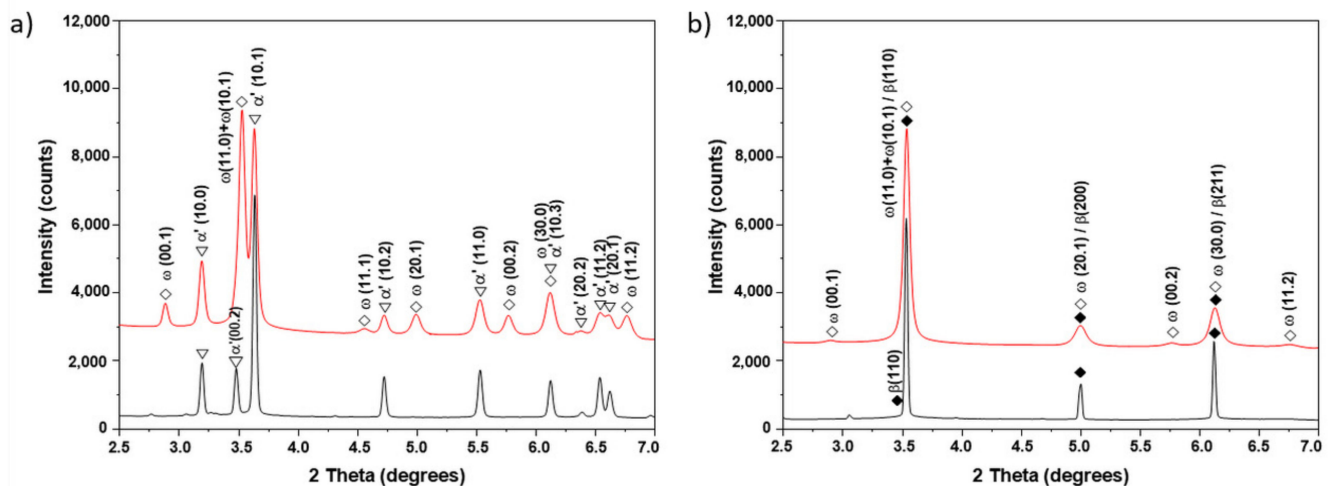 a)
12,000
10,000
8,000
6,000
4,000
2,000
0
Intensity (counts)
2.5 3.0 3.5 4.0 4.5 5.0 5.5 6.0 6.5 7.0
2 Theta (degrees)
ω (00.1)
α' (10.0)
α'(00.2)
ω(11.0)+ω(10.1)
α' (10.1)
ω (11.1)
α' (10.2)
ω (20.1)
α' (11.0)
ω (00.2)
ω (30.0)
α' (10.3)
α' (20.2)
α' (11.2)
α' (20.1)
ω (11.2)
b)
12,000
10,000
8,000
6,000
4,000
2,000
0
Intensity (counts)
2.5 3.0 3.5 4.0 4.5 5.0 5.5 6.0 6.5 7.0
2 Theta (degrees)
ω (00.1)
β(110)
ω(11.0)+ω(10.1) / β(110)
ω (20.1) / β(200)
ω (00.2)
ω (30.0) / β(211)
ω (11.2)